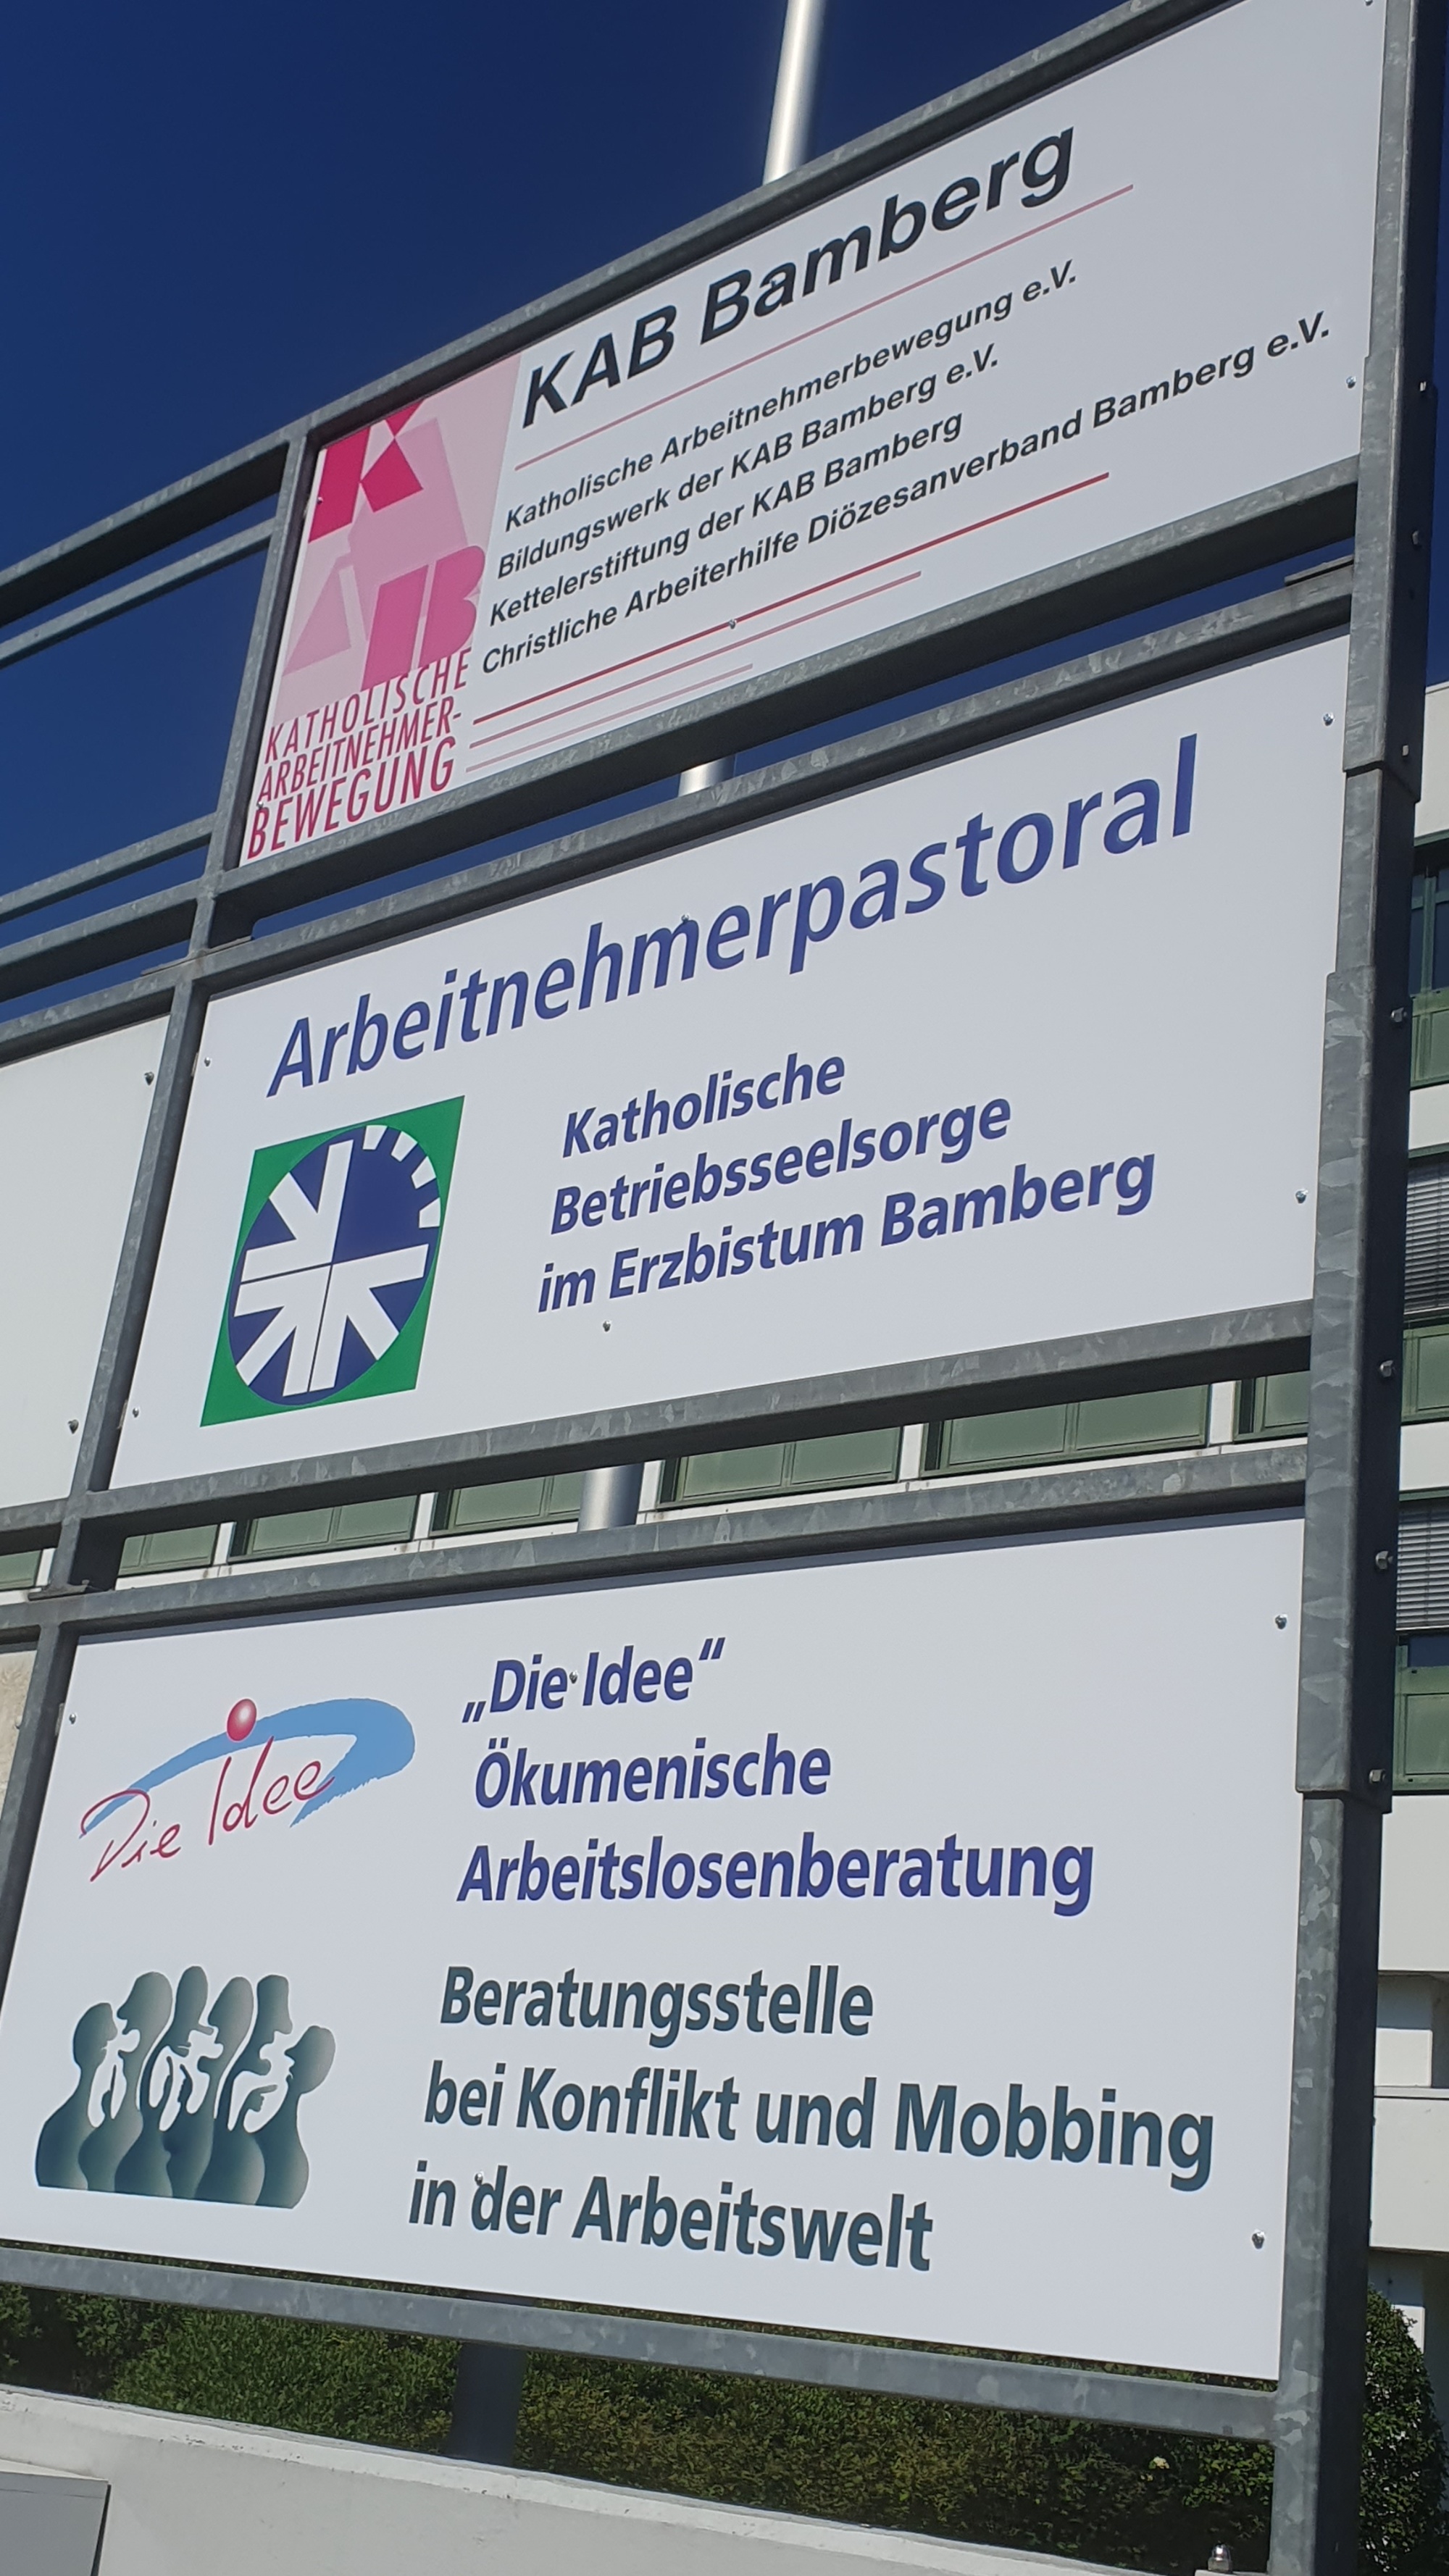 KAB
KATHOLISCHE
ARBEITNEHMER-
BEWEGUNG
KAB Bamberg
Katholische Arbeitnehmerbewegung e.V.
Bildungswerk der KAB Bamberg e.V.
Kettelerstiftung der KAB Bamberg
Christliche Arbeiterhilfe Diözesanverband Bamberg e.V.
Arbeitnehmerpastoral
Katholische
Betriebsseelsorge
im Erzbistum Bamberg
Die Idee
„Die Idee“
Ökumenische
Arbeitslosenberatung
Beratungsstelle
bei Konflikt und Mobbing
in der Arbeitswelt